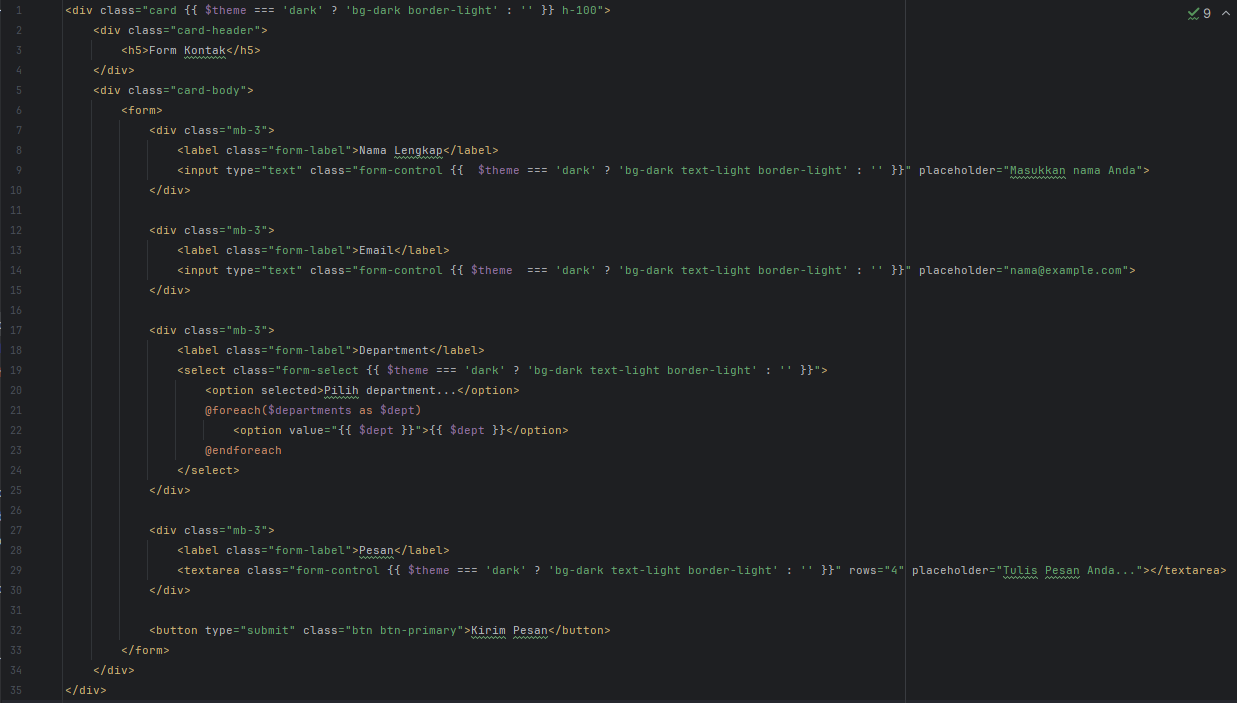 9
1 <div class="card {{ $theme === 'dark' ? 'bg-dark border-light' : '' }} h-100">
2     <div class="card-header">
3         <h5>Form Kontak</h5>
4     </div>
5     <div class="card-body">
6         <form>
7             <div class="mb-3">
8                 <label class="form-label">Nama Lengkap</label>
9                 <input type="text" class="form-control {{  $theme === 'dark' ? 'bg-dark text-light border-light' : '' }}" placeholder="Masukkan nama Anda">
10             </div>
11
12             <div class="mb-3">
13                 <label class="form-label">Email</label>
14                 <input type="text" class="form-control {{ $theme  === 'dark' ? 'bg-dark text-light border-light' : '' }}" placeholder="nama@example.com">
15             </div>
16
17             <div class="mb-3">
18                 <label class="form-label">Department</label>
19                 <select class="form-select {{ $theme === 'dark' ? 'bg-dark text-light border-light' : '' }}">
20                     <option selected>Pilih department...</option>
21                     @foreach($departments as $dept)
22                         <option value="{{ $dept }}">{{ $dept }}</option>
23                     @endforeach
24                 </select>
25             </div>
26
27             <div class="mb-3">
28                 <label class="form-label">Pesan</label>
29                 <textarea class="form-control {{ $theme === 'dark' ? 'bg-dark text-light border-light' : '' }}" rows="4" placeholder="Tulis Pesan Anda..."></textarea>
30             </div>
31
32             <button type="submit" class="btn btn-primary">Kirim Pesan</button>
33         </form>
34     </div>
35 </div>